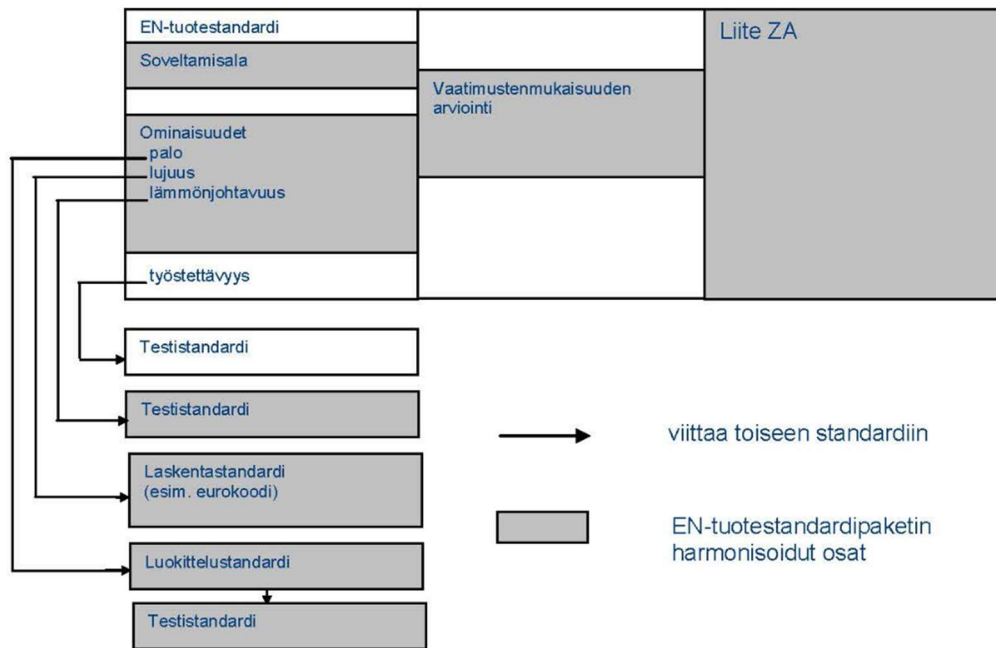 EN-tuotestandardi
Soveltamisala
Ominaisuudet
palo
lujuus
lämmönjohtavuus
työstettävyys
Vaatimustenmukaisuuden
arviointi
Liite ZA
Testistandardi
Testistandardi
Laskentastandardi
(esim. eurokoodi)
Luokittelustandardi
Testistandardi
viittaa toiseen standardiin
EN-tuotestandardipaketin
harmonisoidut osat